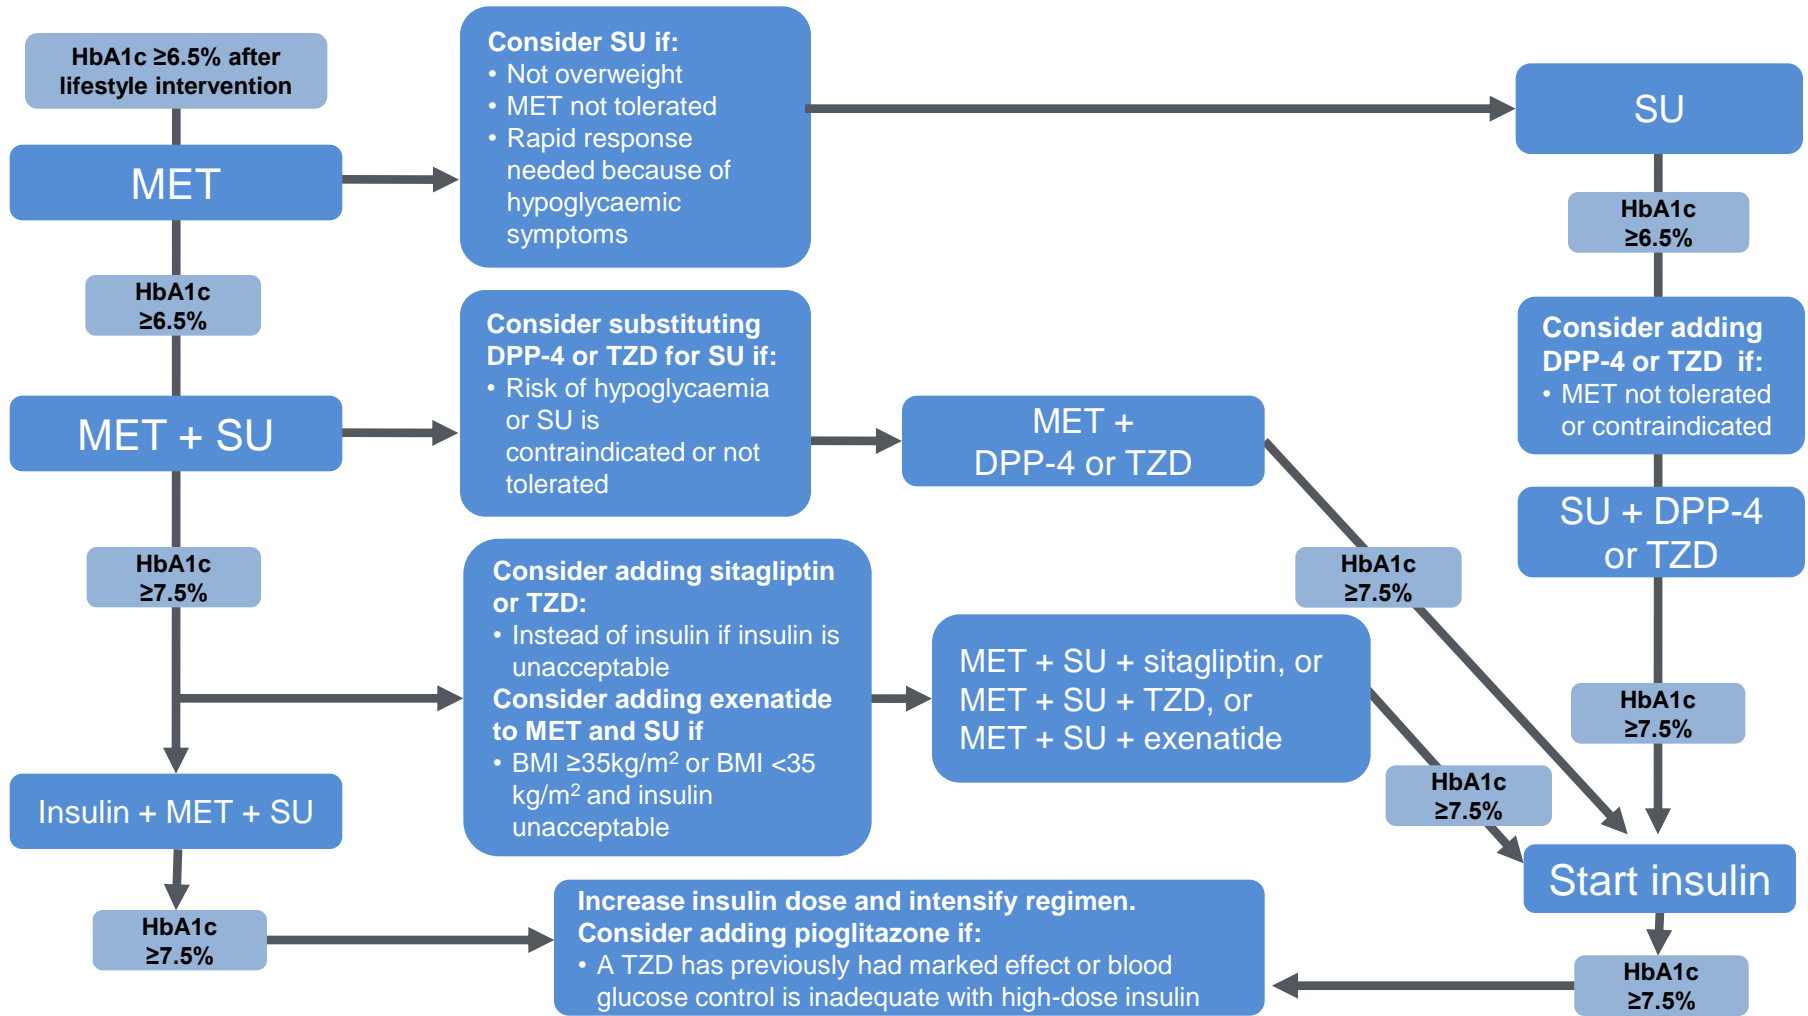 HbA1c ≥6.5% after
lifestyle intervention
MET
Consider SU if:
• Not overweight
• MET not tolerated
• Rapid response
needed because of
hypoglycaemic
symptoms
SU
HbA1c
≥6.5%
HbA1c
≥6.5%
MET + SU
Consider substituting
DPP-4 or TZD for SU if:
• Risk of hypoglycaemia
or SU is
contraindicated or not
tolerated
MET +
DPP-4 or TZD
Consider adding
DPP-4 or TZD if:
• MET not tolerated
or contraindicated
SU + DPP-4
or TZD
HbA1c
≥7.5%
Consider adding sitagliptin
or TZD:
• Instead of insulin if insulin is
unacceptable
Consider adding exenatide
to MET and SU if
• BMI ≥35kg/m² or BMI <35
kg/m² and insulin
unacceptable
MET + SU + sitagliptin, or
MET + SU + TZD, or
MET + SU + exenatide
HbA1c
≥7.5%
HbA1c
≥7.5%
HbA1c
≥7.5%
Insulin + MET + SU
Start insulin
HbA1c
≥7.5%
Increase insulin dose and intensify regimen.
Consider adding pioglitazone if:
• A TZD has previously had marked effect or blood
glucose control is inadequate with high-dose insulin
HbA1c
≥7.5%